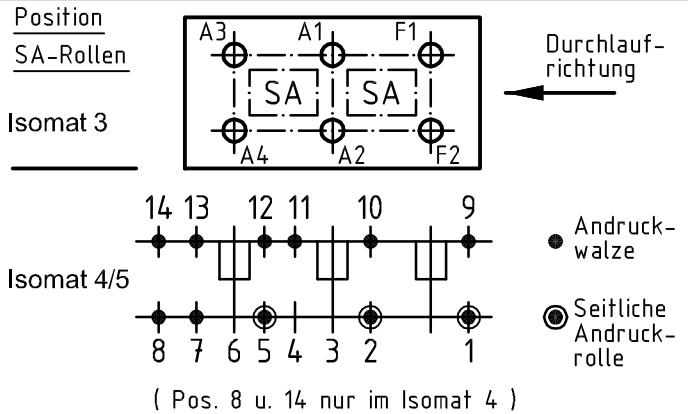 Position
SA-Rollen
Isomat 3
A3 A1 F1
SA SA
A4 A2 F2
Durchlauf-
richtung
14 13 12 11 10 9
Isomat 4/5
8 7 6 5 4 3 2 1
Andruck-
walze
Seitliche
Andruck-
rolle
( Pos. 8 u. 14 nur im Isomat 4 )